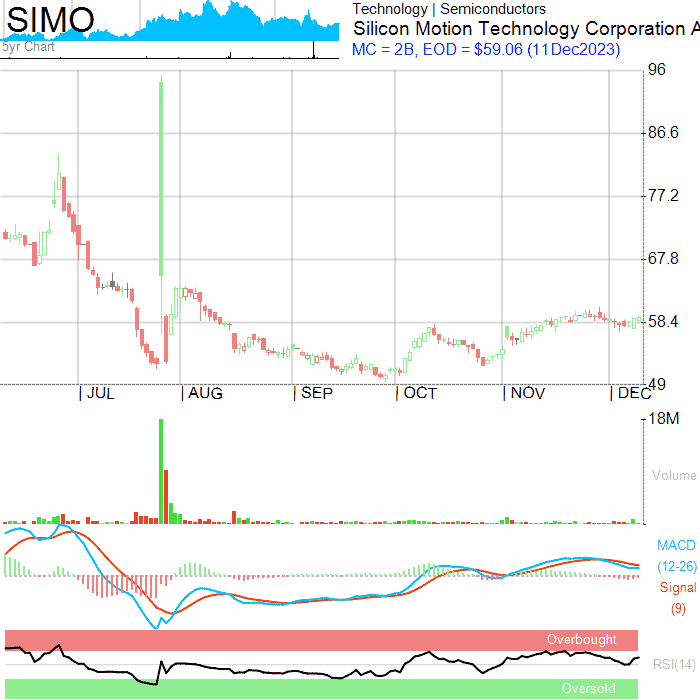 SIMO
5yr Chart
Technology | Semiconductors
Silicon Motion Technology Corporation A
MC = 2B, EOD = $59.06 (11Dec2023)
96
86.6
77.2
67.8
58.4
49
JUL
AUG
SEP
OCT
NOV
DEC
18M
Volume
MACD
(12-26)
Signal
(9)
Overbought
RSI(14)
Oversold